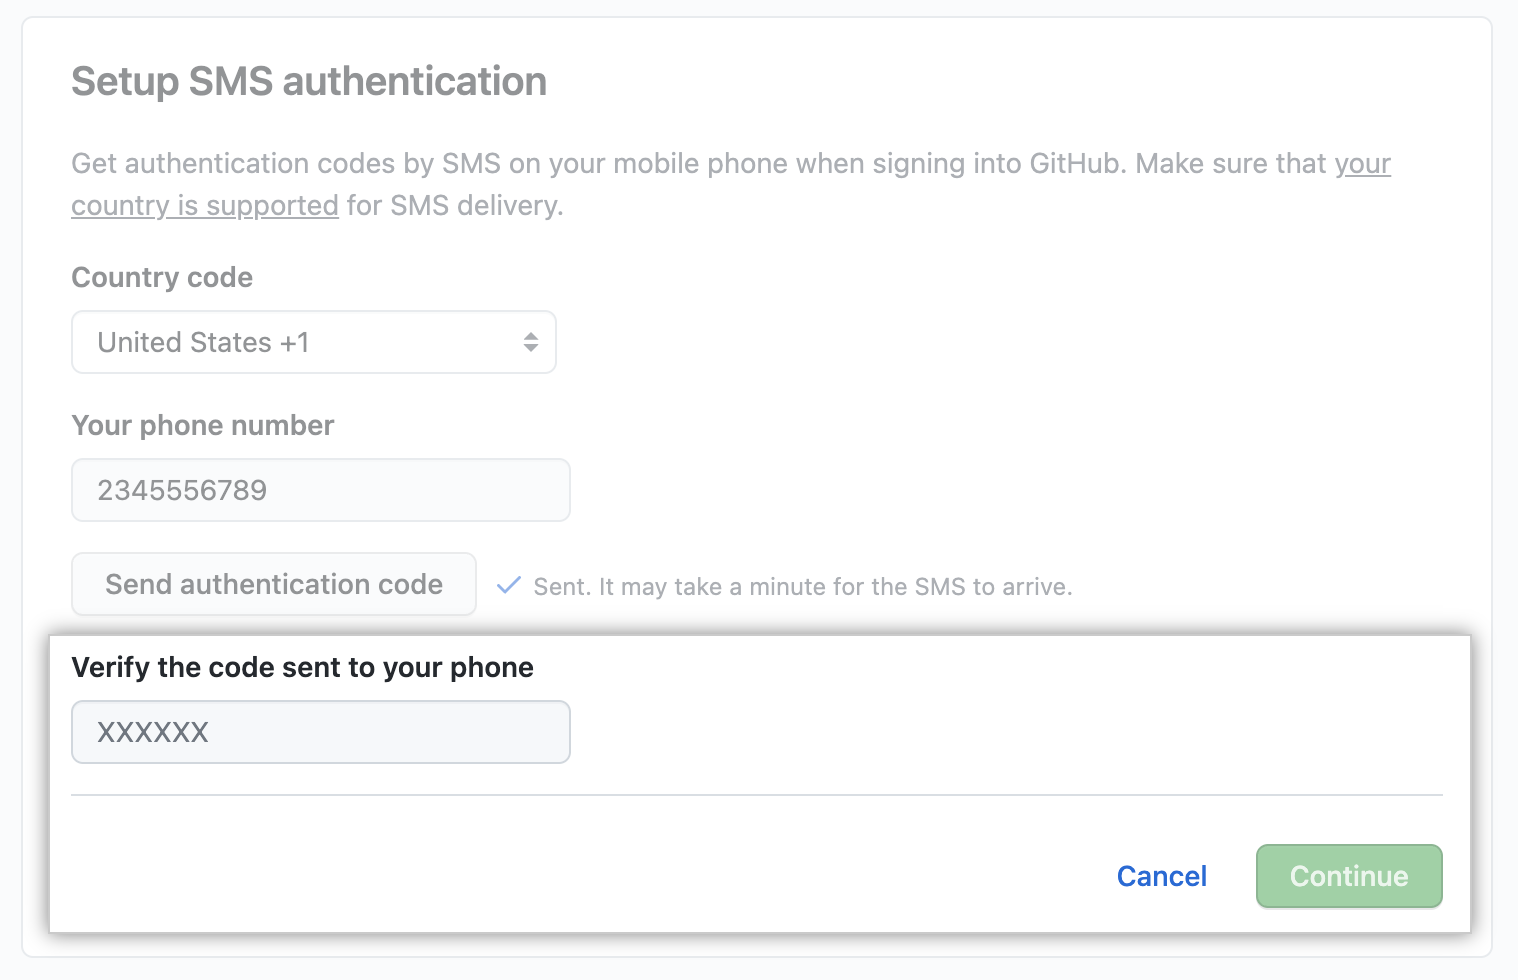 Setup SMS authentication
Get authentication codes by SMS on your mobile phone when signing into GitHub. Make sure that your
country is supported for SMS delivery.
Country code
United States +1
Your phone number
2345556789
Send authentication code
Sent. It may take a minute for the SMS to arrive.
Verify the code sent to your phone
XXXXXX
Cancel
Continue